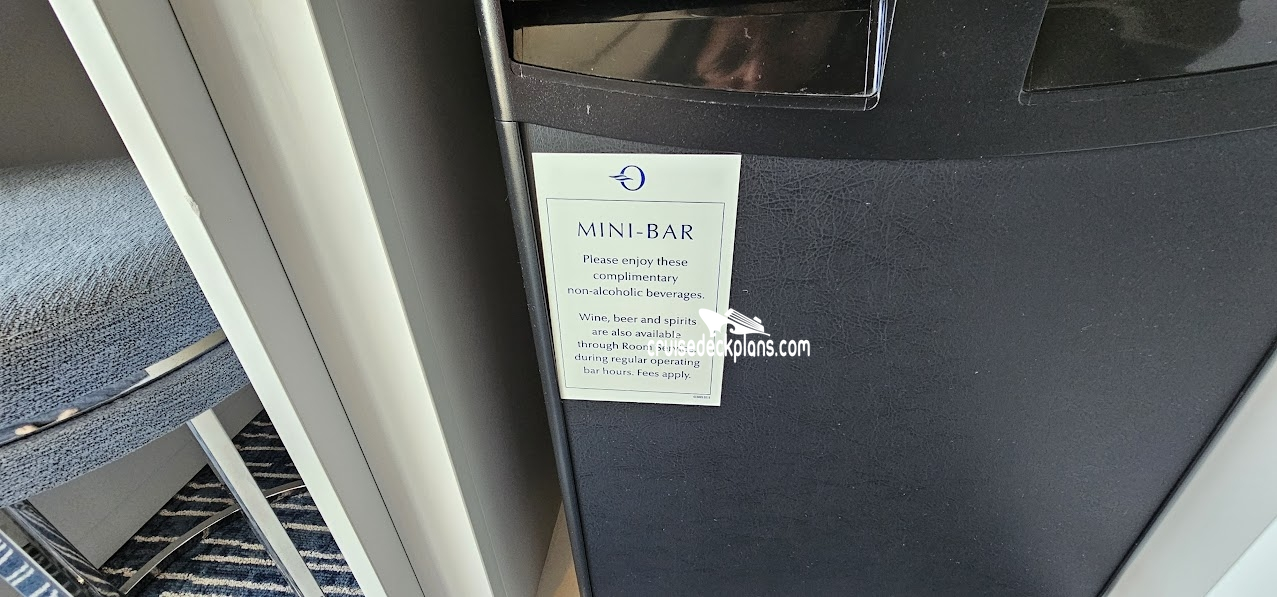 MINI-BAR
Please enjoy these
complimentary
non-alcoholic beverages.
Wine, beer and spirits
are also available
through Room Service
during regular operating
bar hours. Fees apply.
cruisedeckplans.com